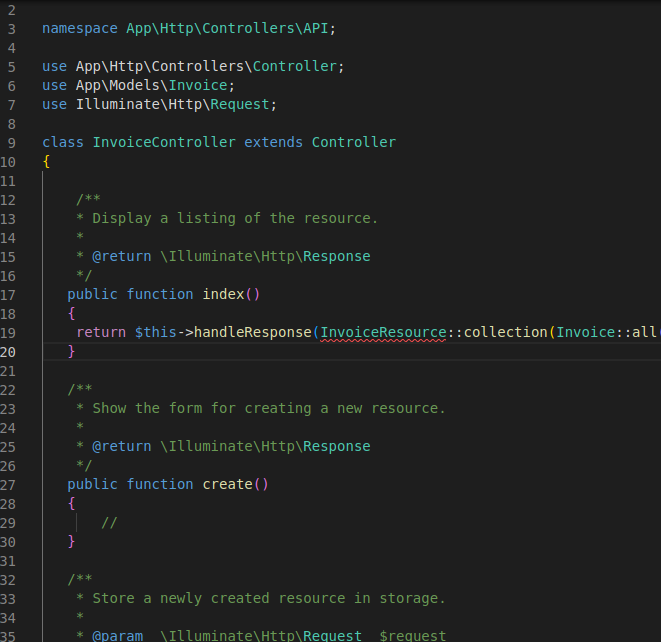 2
3 namespace App\Http\Controllers\API;
4
5 use App\Http\Controllers\Controller;
6 use App\Models\Invoice;
7 use Illuminate\Http\Request;
8
9 class InvoiceController extends Controller
10 {
11
12 /**
13 * Display a listing of the resource.
14 *
15 * @return \Illuminate\Http\Response
16 */
17 public function index()
18 {
19 return $this->handleResponse(InvoiceResource::collection(Invoice::all(
20 }
21
22 /**
23 * Show the form for creating a new resource.
24 *
25 * @return \Illuminate\Http\Response
26 */
27 public function create()
28 {
29 //
30 }
31
32 /**
33 * Store a newly created resource in storage.
34 *
35 * @param \Illuminate\Http\Request $request